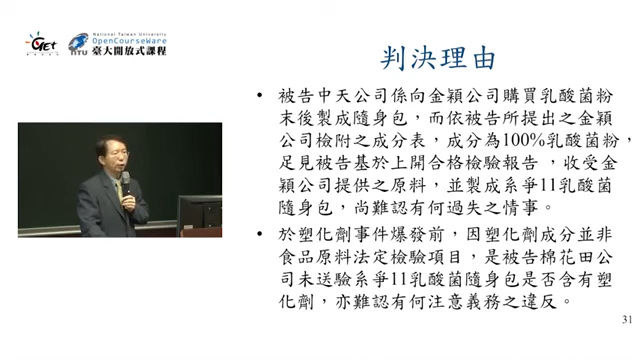 GET
NTU
National Taiwan University
OpenCourseWare
臺大開放式課程
判決理由
• 被告中天公司係向金穎公司購買乳酸菌粉
末後製成隨身包,而依被告所提出之金穎
公司檢附之成分表,成分為100%乳酸菌粉,
足見被告基於上開合格檢驗報告,收受金
穎公司提供之原料,並製成系爭11乳酸菌
隨身包,尚難認有何過失之情事。
• 於塑化劑事件爆發前,因塑化劑成分並非
食品原料法定檢驗項目,是被告棉花田公
司未送驗系爭11乳酸菌隨身包是否含有塑
化劑,亦難認有何注意義務之違反。
31